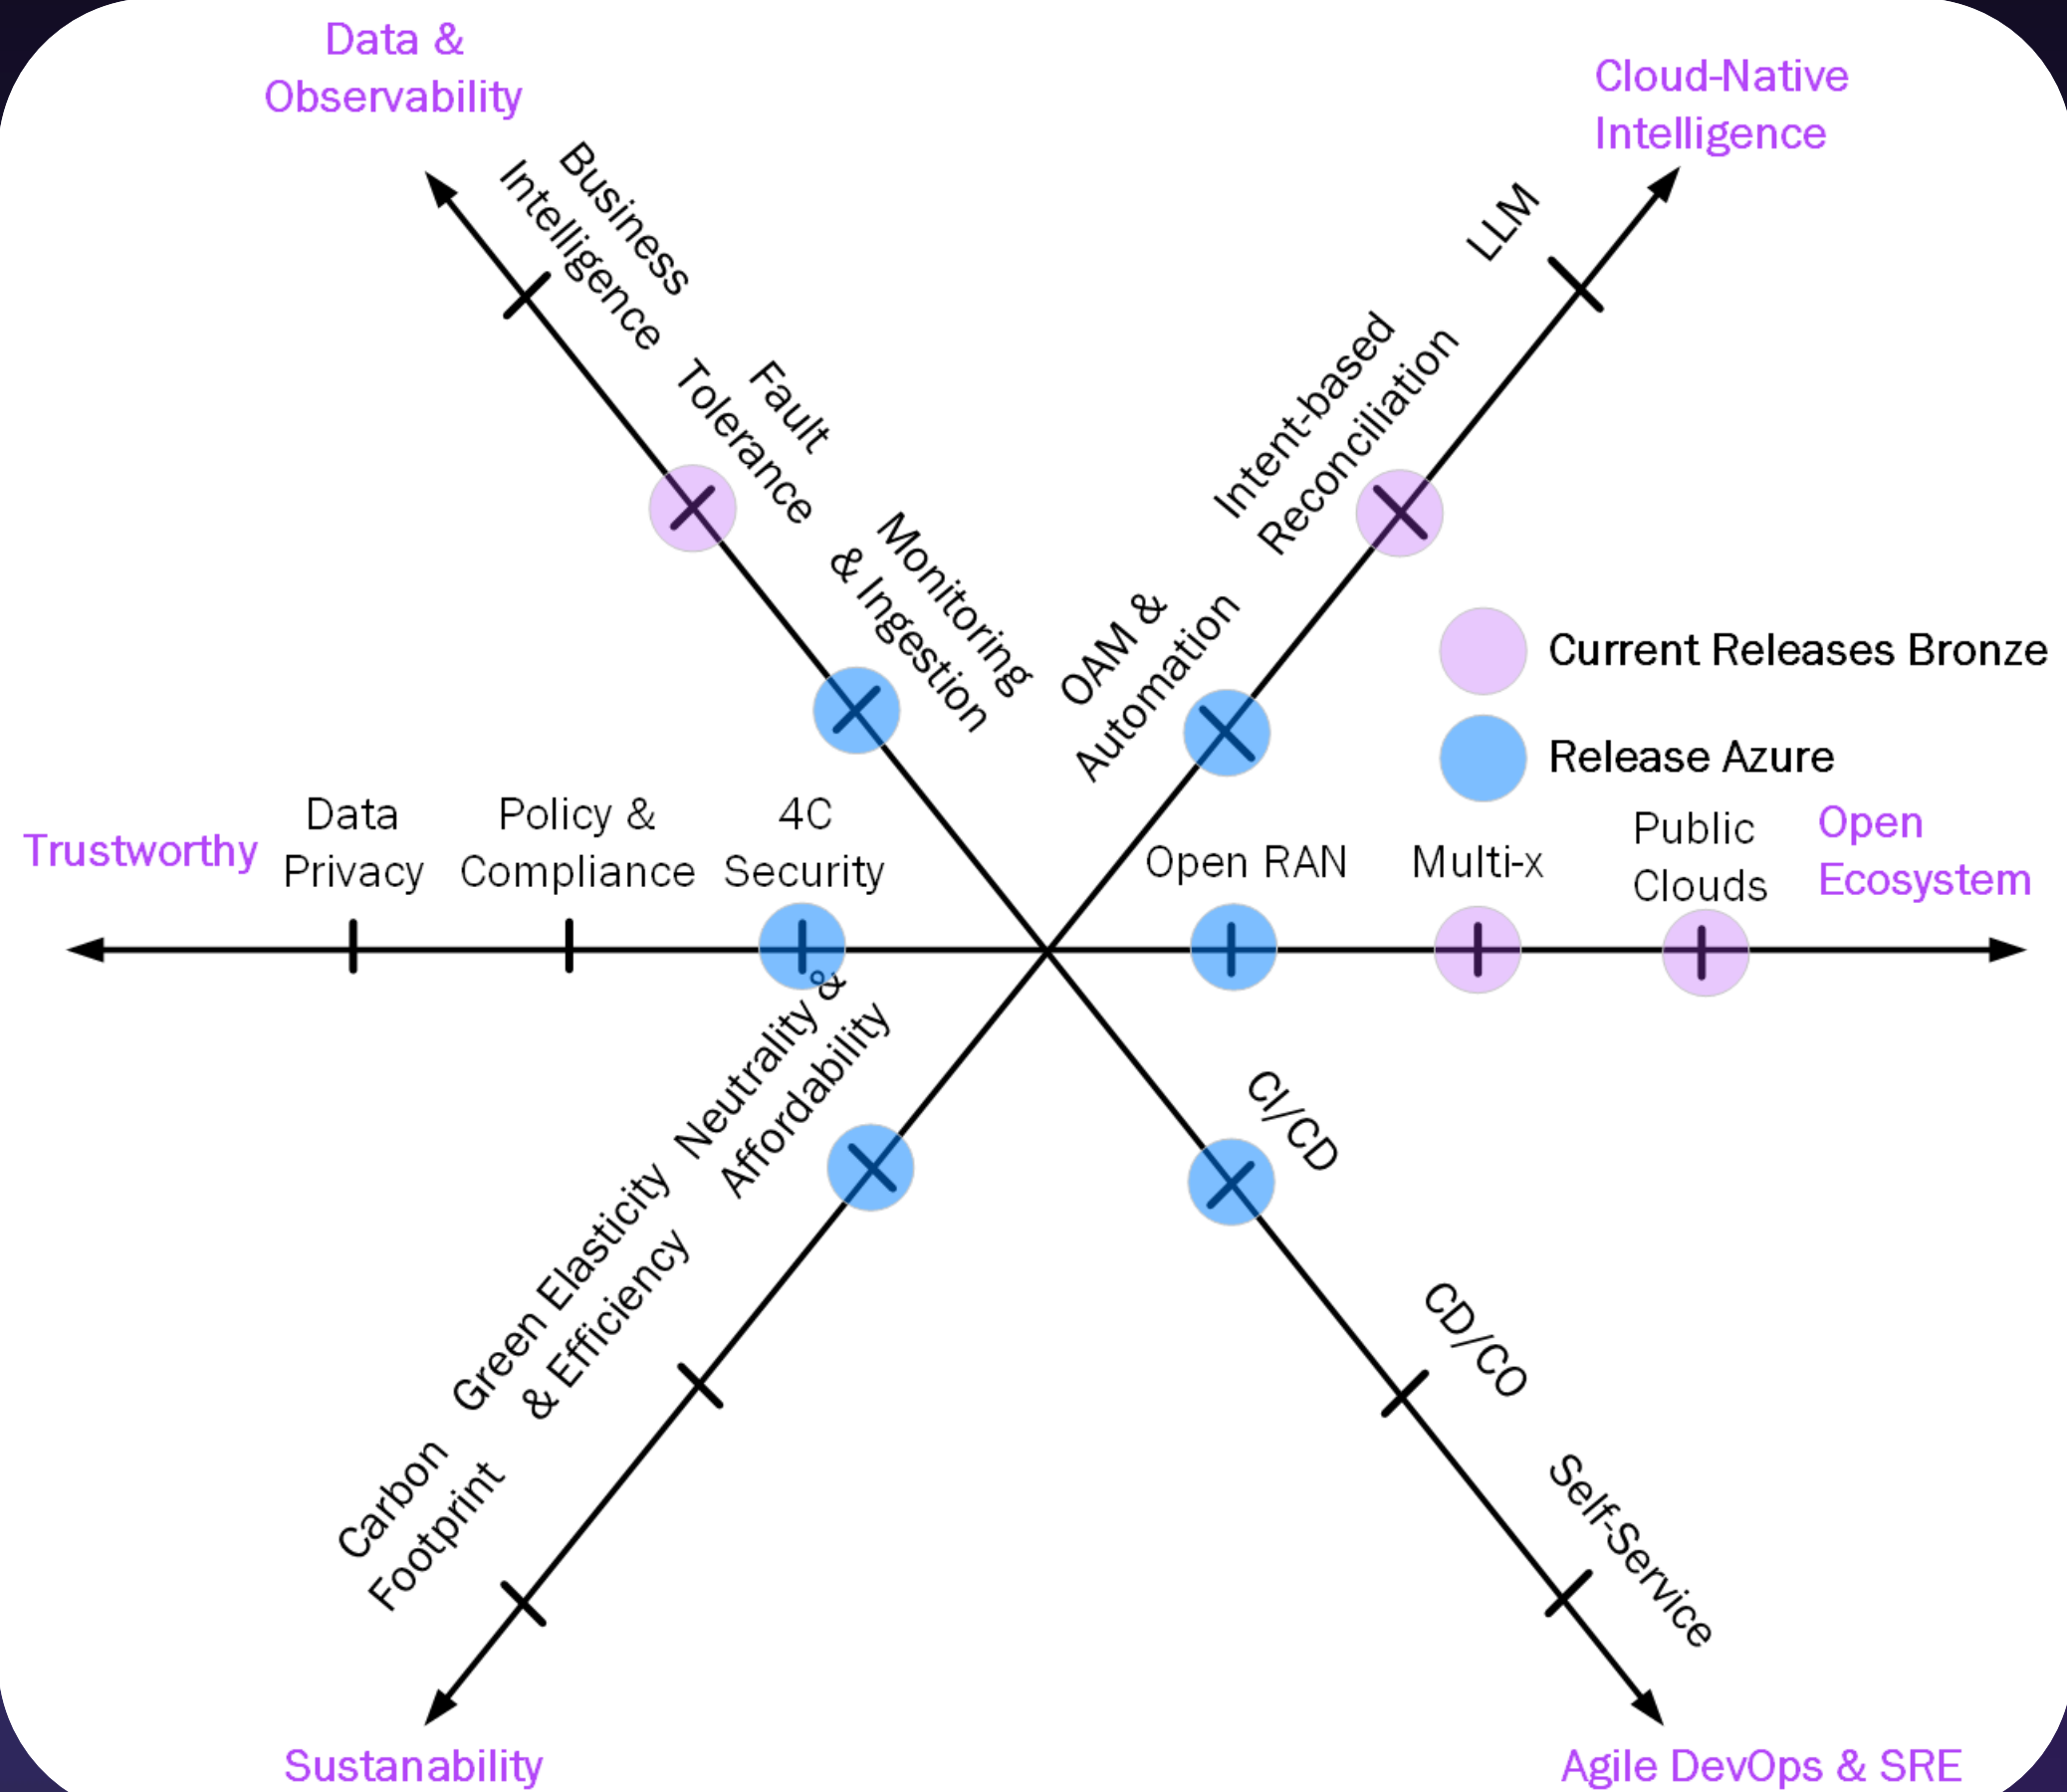 Data &
Observability
Cloud-Native
Intelligence
Business
Intelligence
LLM
Fault
Tolerance
Intent-based
Reconciliation
Monitoring
& Ingestion
OAM &
Automation
Current Releases Bronze
Release Azure
Trustworthy
Data
Privacy
Policy &
Compliance
4C
Security
Open RAN
Multi-x
Public
Clouds
Open
Ecosystem
Neutrality &
Affordability
CI/CD
Green Elasticity
& Efficiency
CD/CO
Carbon
Footprint
Self-Service
Sustanability
Agile DevOps & SRE